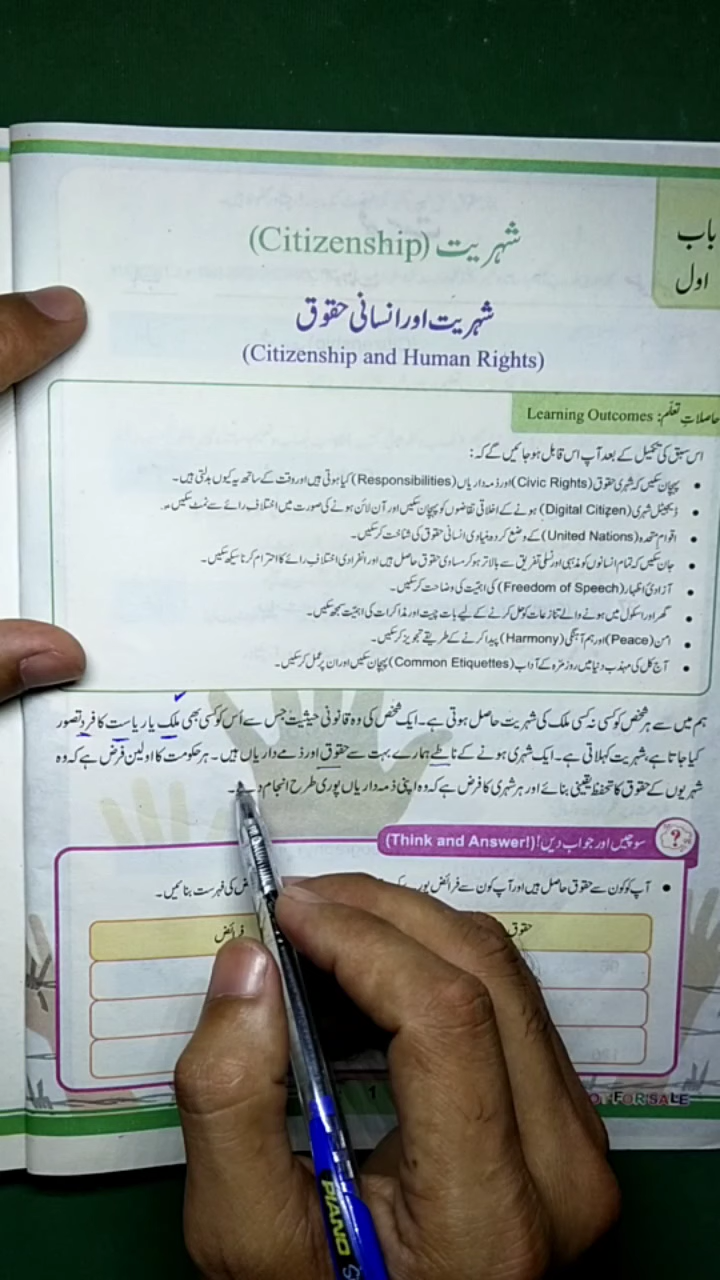 باب
اول
شہریت (Citizenship)
شہریت اور انسانی حقوق
(Citizenship and Human Rights)
حاصلاتِ تعلّم: Learning Outcomes
اس سبق کی تکمیل کے بعد آپ اس قابل ہو جائیں گے کہ:
• پہچان سکیں کہ شہری حقوق (Civic Rights) اور ذمہ داریاں (Responsibilities) کیا ہوتی ہیں اور وقت کے ساتھ یہ کیوں بدلتی ہیں۔
• ڈیجیٹل شہری (Digital Citizen) ہونے کے اخلاقی تقاضوں کو پہچان سکیں اور آن لائن ہونے کی صورت میں اختلافِ رائے سے نمٹ سکیں۔
• اقوامِ متحدہ (United Nations) کے وضع کردہ بنیادی انسانی حقوق کی شناخت کر سکیں۔
• جان سکیں کہ تمام انسانوں کو مذہبی اور نسلی تفریق سے بالاتر ہو کر مساوی حقوق حاصل ہیں اور انفرادی اختلافِ رائے کا احترام کرنا سیکھ سکیں۔
• آزادیٔ اظہار (Freedom of Speech) کی اہمیت کی وضاحت کر سکیں۔
• گھر اور اسکول میں ہونے والے تنازعات کو حل کرنے کے لیے بات چیت اور مذاکرات کی اہمیت سمجھ سکیں۔
• امن (Peace) اور ہم آہنگی (Harmony) پیدا کرنے کے طریقے تجویز کر سکیں۔
• آج کل کی مہذب دنیا میں روزمرہ کے آداب (Common Etiquettes) پہچان سکیں اور ان پر عمل کر سکیں۔
ہم میں سے ہر شخص کو کسی نہ کسی ملک کی شہریت حاصل ہوتی ہے۔ ایک شخص کی وہ قانونی حیثیت جس سے اُس کو کسی بھی ملک یا ریاست کا فرد تصور
کیا جاتا ہے، شہریت کہلاتی ہے۔ ایک شہری ہونے کے ناطے ہمارے بہت سے حقوق اور ذمے داریاں ہیں۔ ہر حکومت کا اولین فرض ہے کہ وہ
شہریوں کے حقوق کا تحفظ یقینی بنائے اور ہر شہری کا فرض ہے کہ وہ اپنی ذمہ داریاں پوری طرح انجام
سوچیں اور جواب دیں! (Think and Answer!)
• آپ کو کون سے حقوق حاصل ہیں اور آپ کون سے فرائض پورے کی فہرست بنائیں۔
حقوق فرائض
1
NOT FOR SALE
PIANO